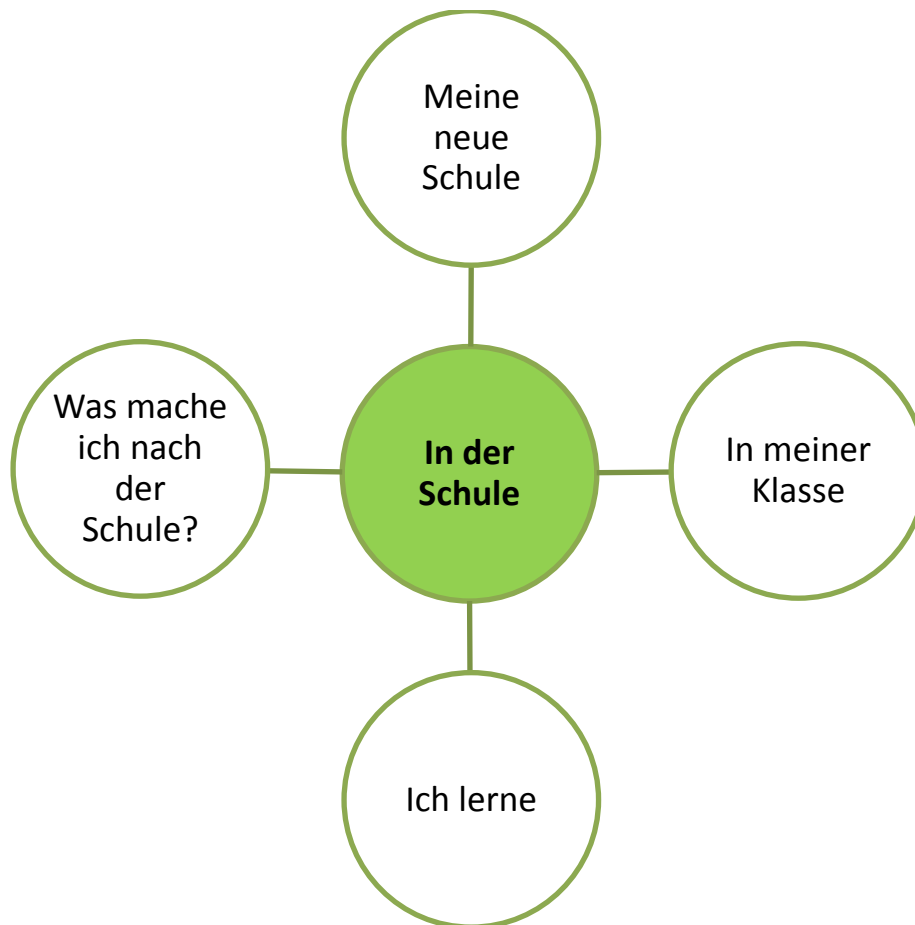 Meine
neue
Schule
Was mache
ich nach
der
Schule?
In der
Schule
In meiner
Klasse
Ich lerne